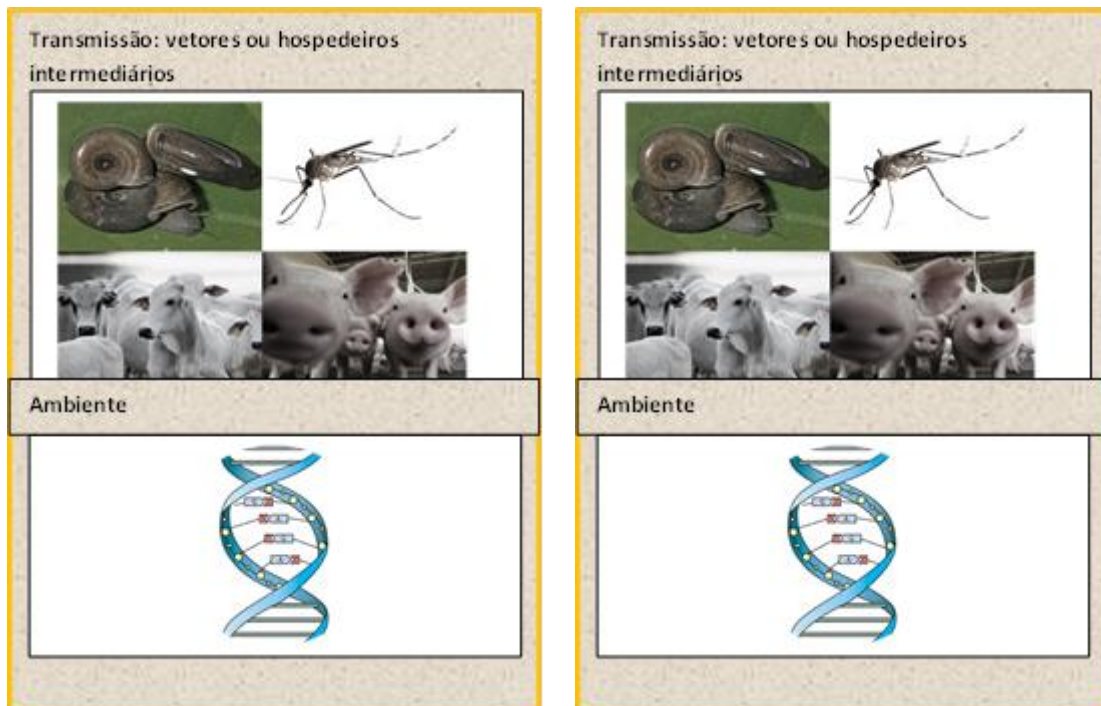 Transmissão: vetores ou hospedeiros
intermediários
Ambiente
Transmissão: vetores ou hospedeiros
intermediários
Ambiente